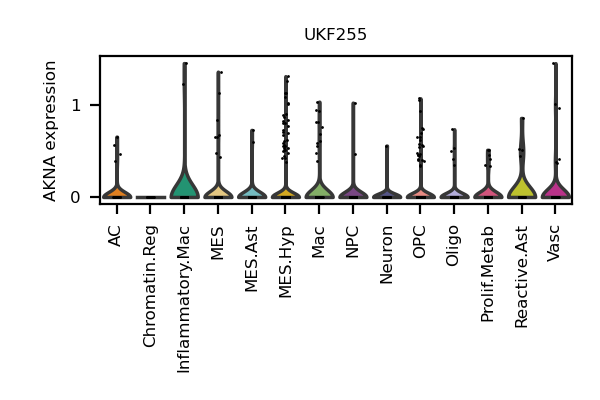 UKF255
AKNA expression
1
0
AC
Chromatin.Reg
Inflammatory.Mac
MES
MES.Ast
MES.Hyp
Mac
NPC
Neuron
OPC
Oligo
Prolif.Metab
Reactive.Ast
Vasc